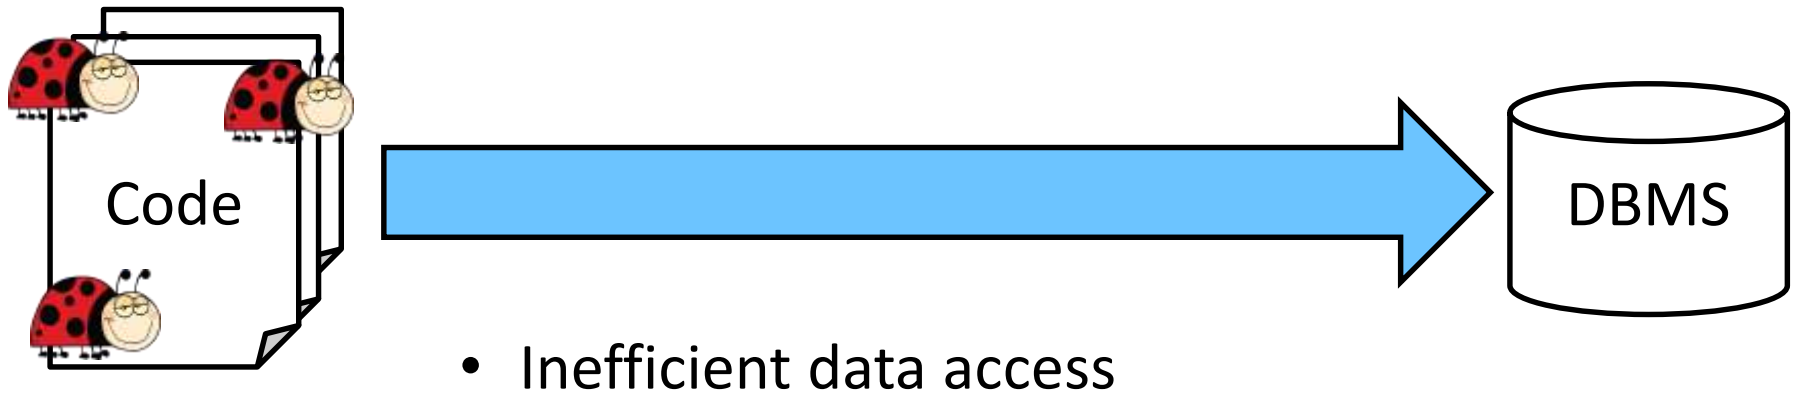 Code
DBMS
• Inefficient data access